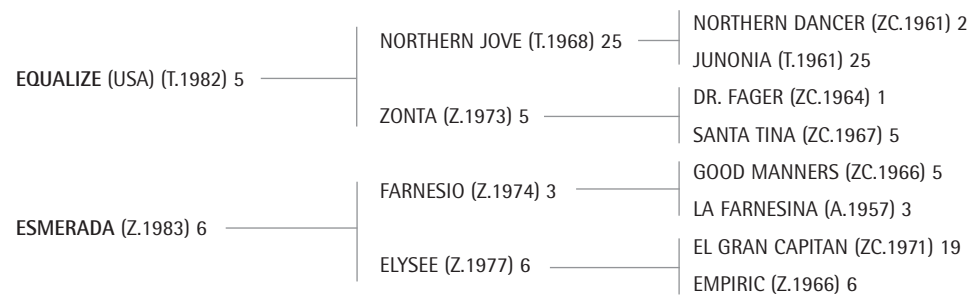 EQUALIZE (USA) (T.1982) 5
ESMERADA (Z.1983) 6
NORTHERN JOVE (T.1968) 25
ZONTA (Z.1973) 5
FARNESIO (Z.1974) 3
ELYSEE (Z.1977) 6
NORTHERN DANCER (ZC.1961) 2
JUNONIA (T.1961) 25
DR. FAGER (ZC.1964) 1
SANTA TINA (ZC.1967) 5
GOOD MANNERS (ZC.1966) 5
LA FARNESINA (A.1957) 3
EL GRAN CAPITAN (ZC.1971) 19
EMPIRIC (Z.1966) 6